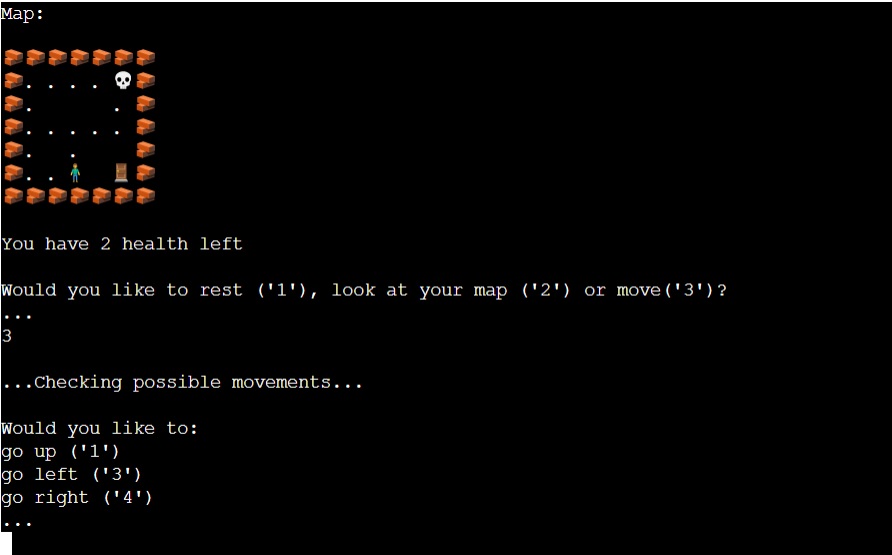 Map:
. . . .
. .
. . . . .
. .
. .
You have 2 health left
Would you like to rest ('1'), look at your map ('2') or move('3')?
...
3
...Checking possible movements...
Would you like to:
go up ('1')
go left ('3')
go right ('4')
...